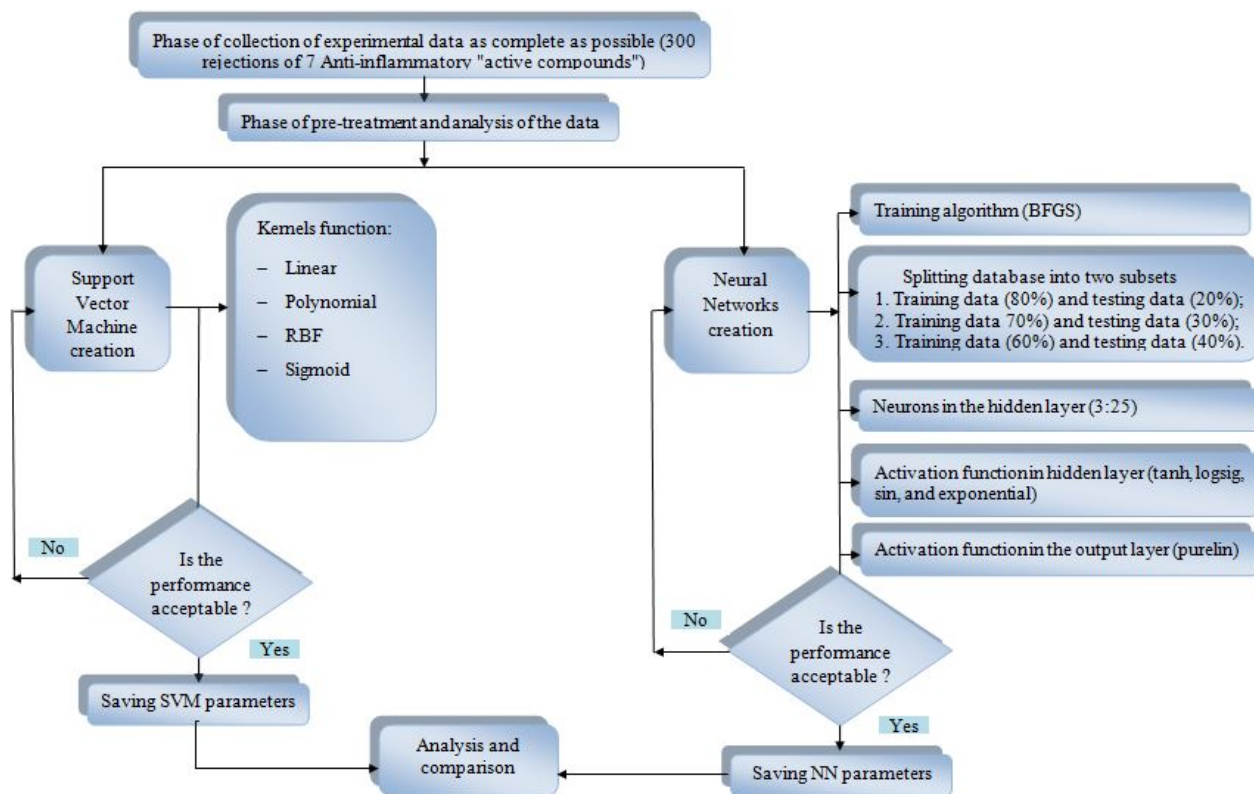 Phase of collection of experimental data as complete as possible (300
rejections of 7 Anti-inflammatory "active compounds")
Phase of pre-treatment and analysis of the data
Support
Vector
Machine
creation
Kernels function:
– Linear
– Polynomial
– RBF
– Sigmoid
No
Is the
performance
acceptable ?
Yes
Saving SVM parameters
Neural
Networks
creation
Training algorithm (BFGS)
Splitting database into two subsets
1. Training data (80%) and testing data (20%);
2. Training data 70%) and testing data (30%);
3. Training data (60%) and testing data (40%).
Neurons in the hidden layer (3:25)
Activation function in hidden layer (tanh, logsig,
sin, and exponential)
Activation function in the output layer (purelin)
No
Is the
performance
acceptable ?
Yes
Saving NN parameters
Analysis and
comparison